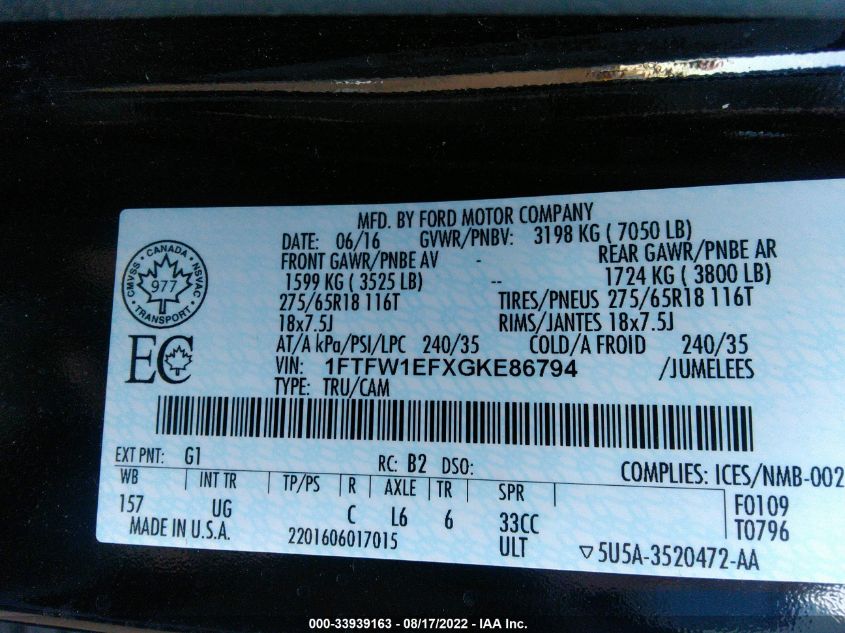 MFD. BY FORD MOTOR COMPANY
DATE: 06/16 GVWR/PNBV: 3198 KG ( 7050 LB)
FRONT GAWR/PNBE AV - REAR GAWR/PNBE AR
1599 KG ( 3525 LB) -- 1724 KG ( 3800 LB)
275/65R18 116T TIRES/PNEUS 275/65R18 116T
18x7.5J RIMS/JANTES 18x7.5J
AT/A kPa/PSI/LPC 240/35 COLD/A FROID 240/35
VIN: 1FTFW1EFXGKE86794 /JUMELEES
TYPE: TRU/CAM
CANADA
CMVSS NSVAC
977
TRANSPORT
EC
EXT PNT: G1 RC: B2 DSO: COMPLIES: ICES/NMB-002
WB INT TR TP/PS R AXLE TR SPR F0109
157 UG C L6 6 33CC T0796
MADE IN U.S.A. 2201606017015 ULT ▽5U5A-3520472-AA
000-33939163 - 08/17/2022 - IAA Inc.